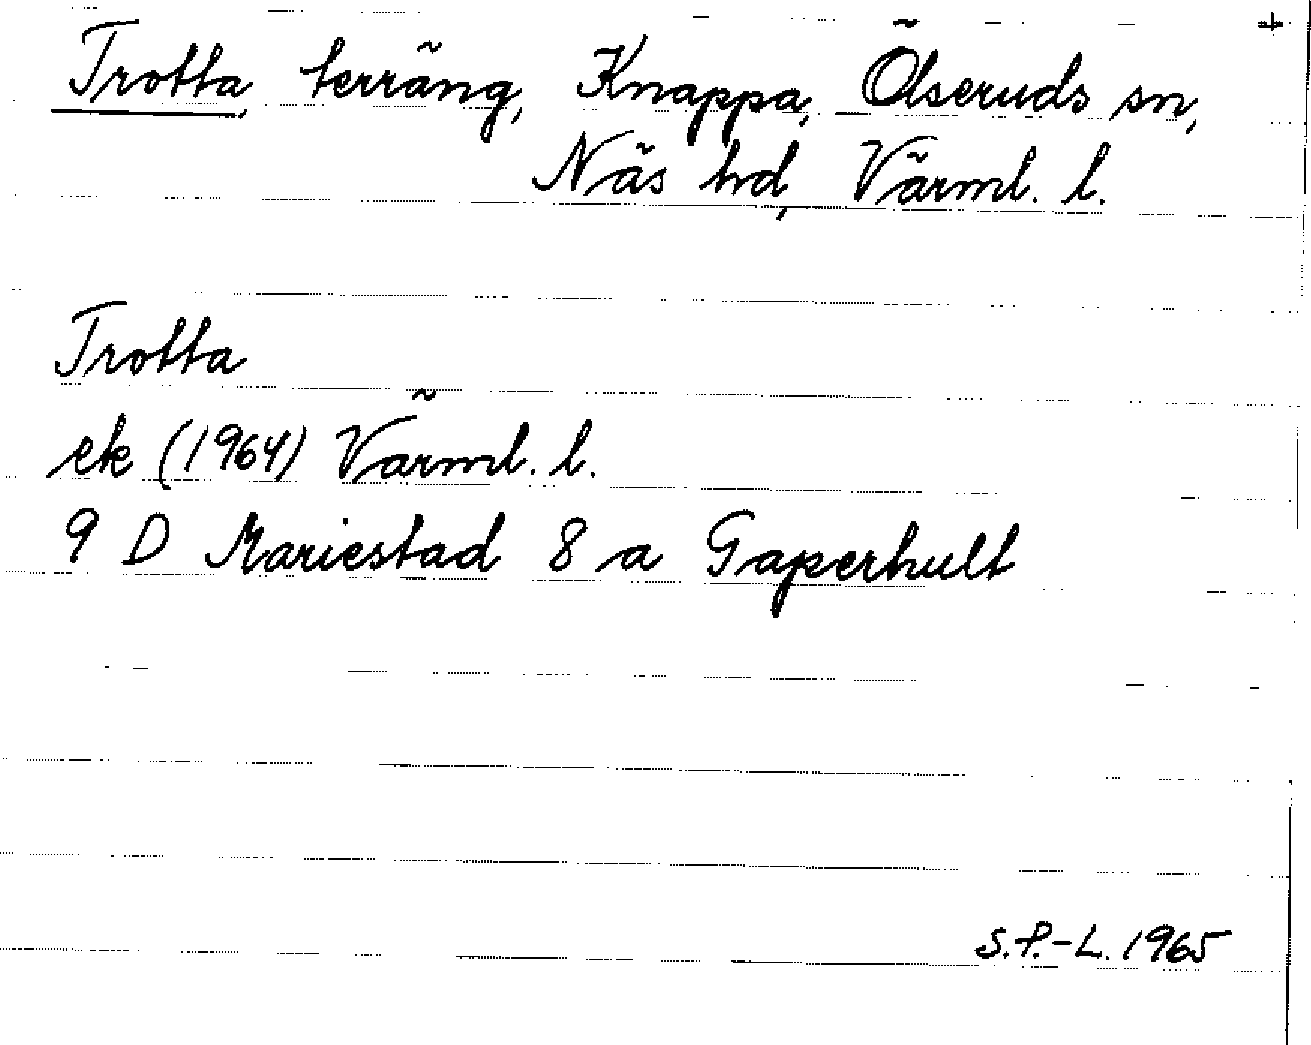 +
Trotta, terräng, Knappa, Ölseruds sn,
Näs hd, Värml. l.
Trotta
ek (1964) Värml. l.
9 D Mariestad 8 a Gaperhult
S.P.-L. 1965